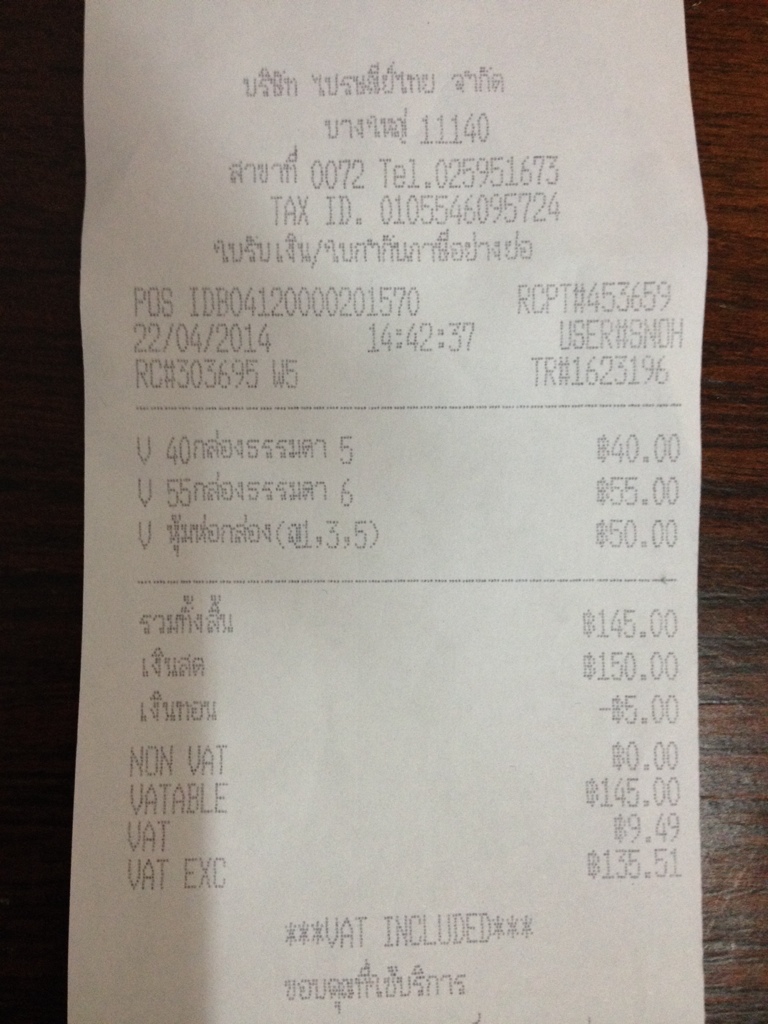 บริษัท ไปรษณีย์ไทย จำกัด
บางใหญ่ 11140
สาขาที่ 0072 Tel.025951673
TAX ID. 0105546095724
ใบรับเงิน/ใบกำกับภาษีอย่างย่อ
POS IDB04120000201570 RCPT#453659
22/04/2014 14:42:37 USER#SNOH
RC#303695 W5 TR#1623196
V 40กล่องธรรมดา 5 ฿40.00
V 55กล่องธรรมดา 6 ฿55.00
V หุ้มห่อกล่อง(ญ1,3,5) ฿50.00
รวมทั้งสิ้น ฿145.00
เงินสด ฿150.00
เงินทอน -฿5.00
NON VAT ฿0.00
VATABLE ฿145.00
VAT ฿9.49
VAT EXC ฿135.51
***VAT INCLUDED***
ขอบคุณที่ใช้บริการ